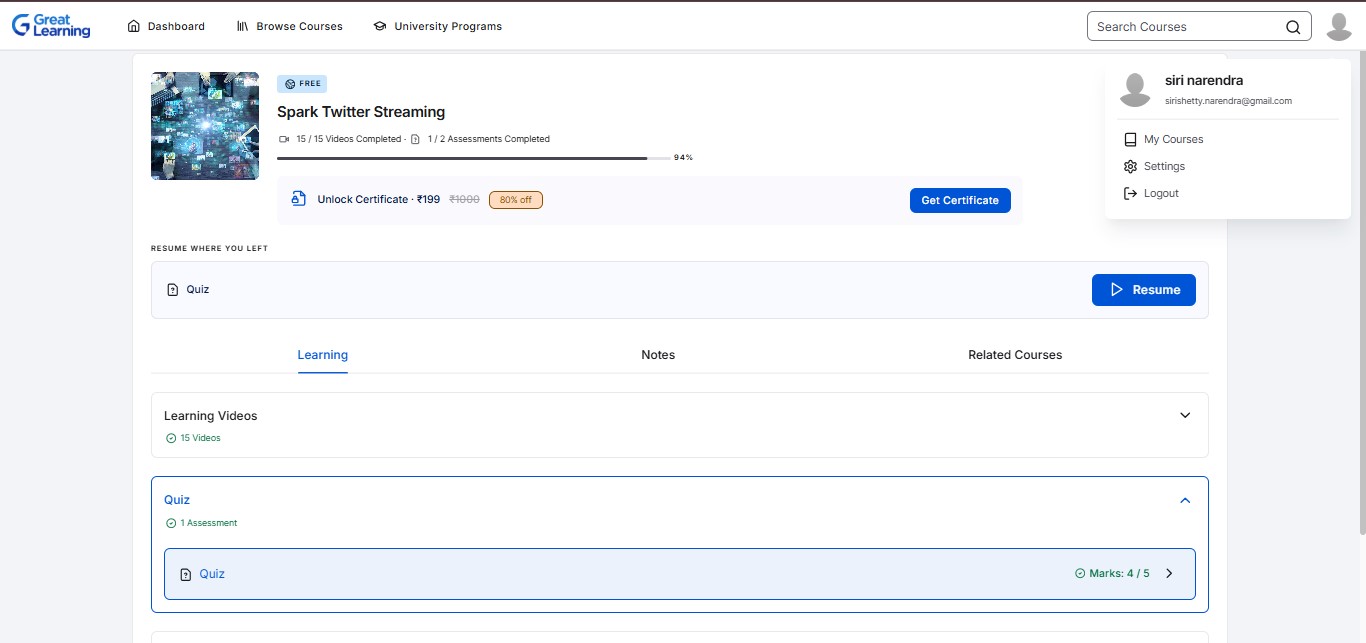 Great Learning
Dashboard
Browse Courses
University Programs
Search Courses
siri narendra
sirishetty.narendra@gmail.com
My Courses
Settings
Logout
FREE
Spark Twitter Streaming
15 / 15 Videos Completed · 1 / 2 Assessments Completed
94%
Unlock Certificate · ₹199 ₹1000 80% off
Get Certificate
RESUME WHERE YOU LEFT
Quiz
Resume
Learning
Notes
Related Courses
Learning Videos
15 Videos
Quiz
1 Assessment
Quiz
Marks: 4 / 5